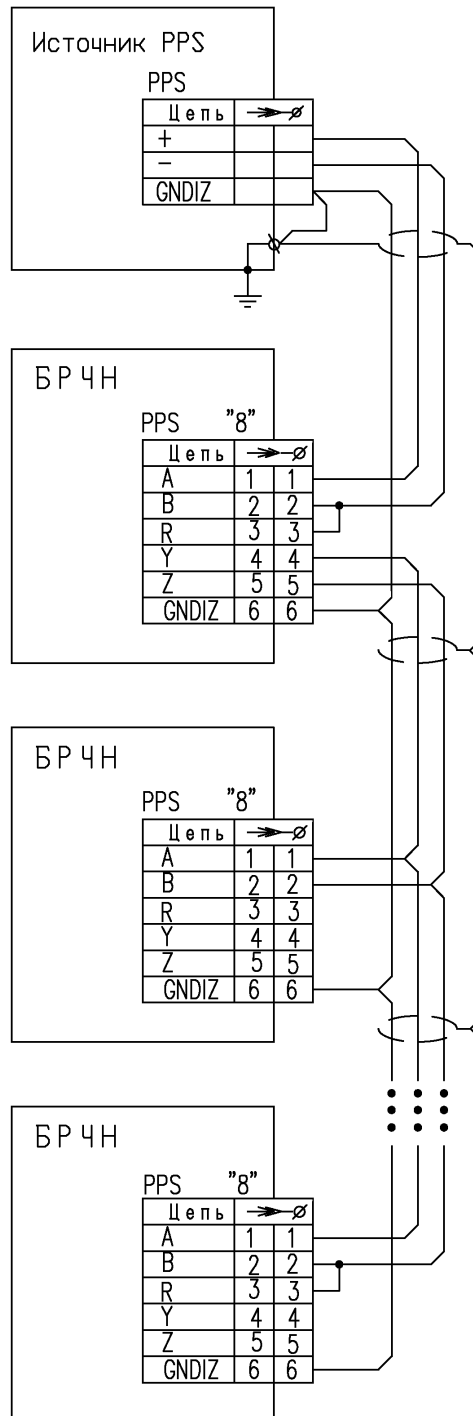 Источник PPS
PPS
Цепь
+
−
GNDIZ
БРЧН
PPS "8"
Цепь
A 1 1
B 2 2
R 3 3
Y 4 4
Z 5 5
GNDIZ 6 6
БРЧН
PPS "8"
Цепь
A 1 1
B 2 2
R 3 3
Y 4 4
Z 5 5
GNDIZ 6 6
БРЧН
PPS "8"
Цепь
A 1 1
B 2 2
R 3 3
Y 4 4
Z 5 5
GNDIZ 6 6